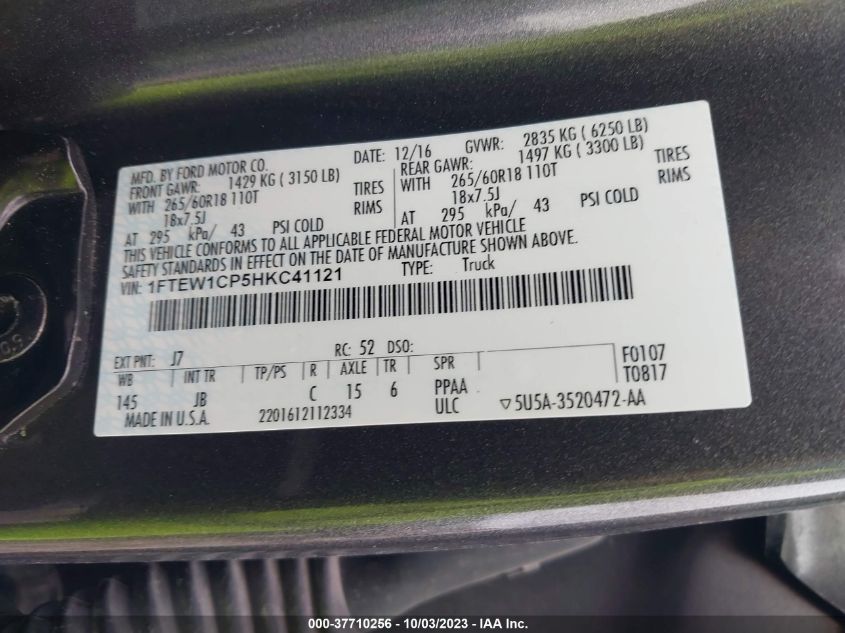 MFD. BY FORD MOTOR CO. DATE: 12/16 GVWR: 2835 KG ( 6250 LB)
FRONT GAWR: 1429 KG ( 3150 LB) REAR GAWR: 1497 KG ( 3300 LB)
WITH 265/60R18 110T TIRES WITH 265/60R18 110T TIRES
18x7.5J RIMS 18x7.5J RIMS
AT 295 kPa/ 43 PSI COLD AT 295 kPa/ 43 PSI COLD
THIS VEHICLE CONFORMS TO ALL APPLICABLE FEDERAL MOTOR VEHICLE
SAFETY STANDARDS IN EFFECT ON THE DATE OF MANUFACTURE SHOWN ABOVE.
VIN: 1FTEW1CP5HKC41121 TYPE: Truck
EXT PNT: J7 RC: 52 DSO: F0107
WB INT TR TP/PS R AXLE TR SPR T0817
145 JB C 15 6 PPAA
MADE IN U.S.A. 2201612112334 ULC ▽5U5A-3520472-AA
000-37710256 - 10/03/2023 - IAA Inc.